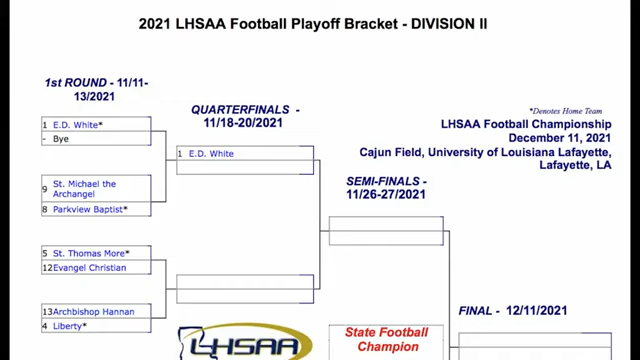 2021 LHSAA Football Playoff Bracket - DIVISION II
1st ROUND - 11/11-
13/2021
QUARTERFINALS -
11/18-20/2021
*Denotes Home Team
LHSAA Football Championship
December 11, 2021
Cajun Field, University of Louisiana Lafayette,
Lafayette, LA
1 E.D. White*
- Bye
1 E.D. White
SEMI-FINALS -
11/26-27/2021
9 St. Michael the
Archangel
8 Parkview Baptist*
5 St. Thomas More*
12 Evangel Christian
13 Archbishop Hannan
4 Liberty*
FINAL - 12/11/2021
LHSAA
State Football
Champion